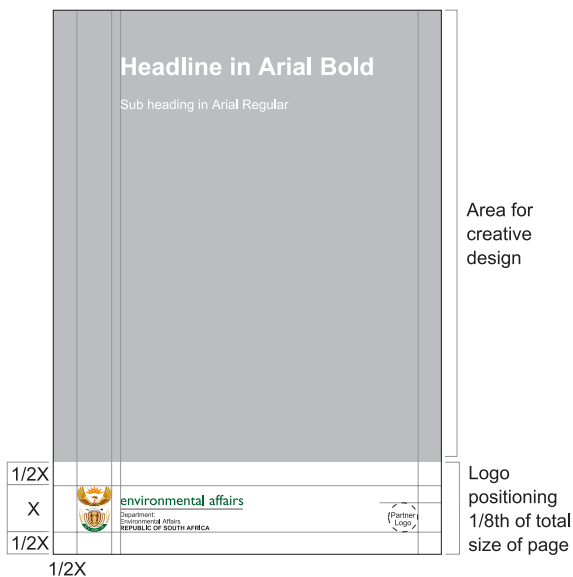 Headline in Arial Bold
Sub heading in Arial Regular
Area for
creative
design
1/2X
X
1/2X
1/2X
environmental affairs
Department:
Environmental Affairs
REPUBLIC OF SOUTH AFRICA
Partner
Logo
Logo
positioning
1/8th of total
size of page